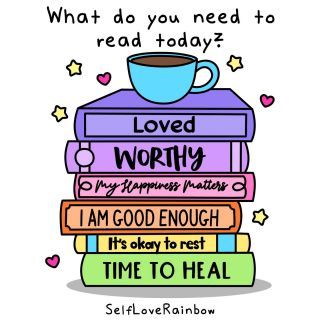 What do you need to
read today?
Loved
WORTHY
My Happiness Matters
I AM GOOD ENOUGH
It's okay to rest
TIME TO HEAL
SelfLoveRainbow